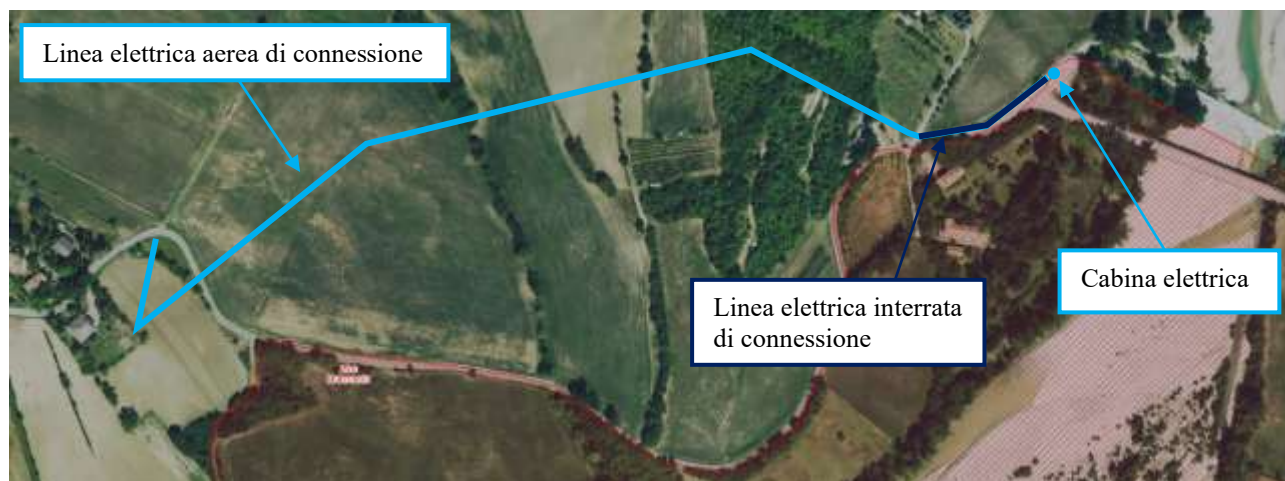 Linea elettrica aerea di connessione
Linea elettrica interrata
di connessione
Cabina elettrica